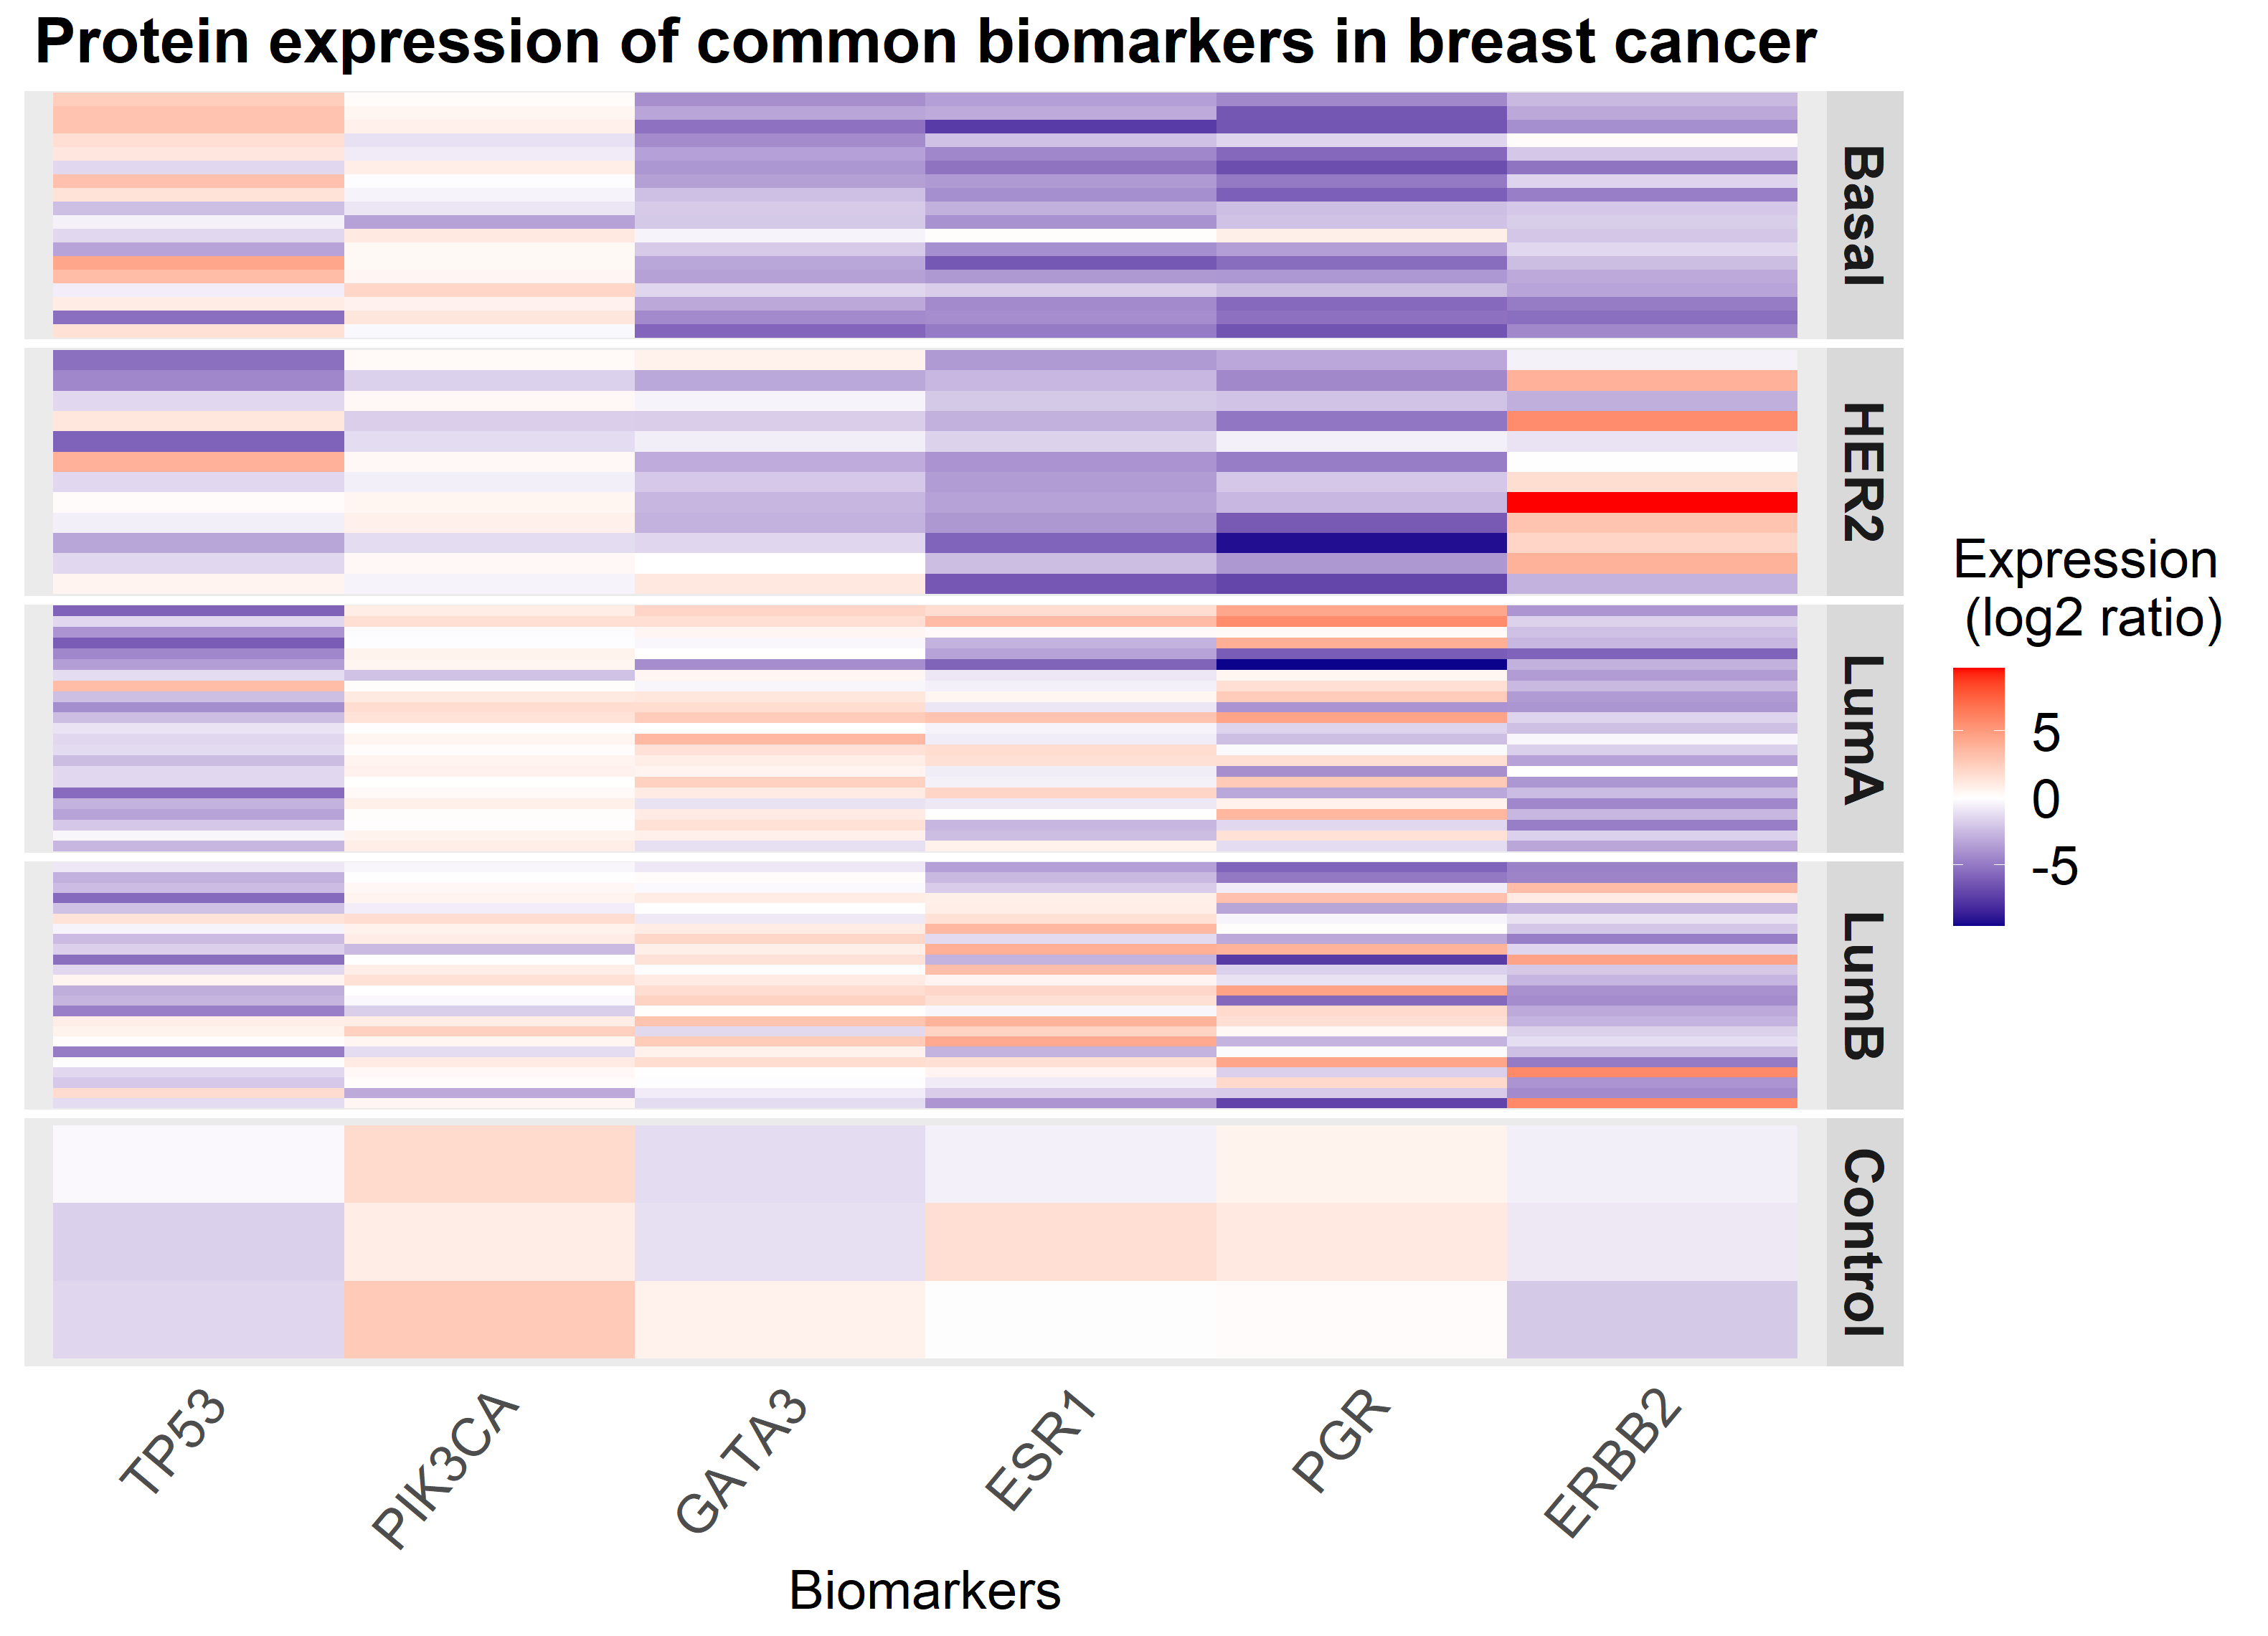 Protein expression of common biomarkers in breast cancer
Basal
HER2
LumA
LumB
Control
Expression
(log2 ratio)
5
0
-5
TP53
PIK3CA
GATA3
ESR1
PGR
ERBB2
Biomarkers